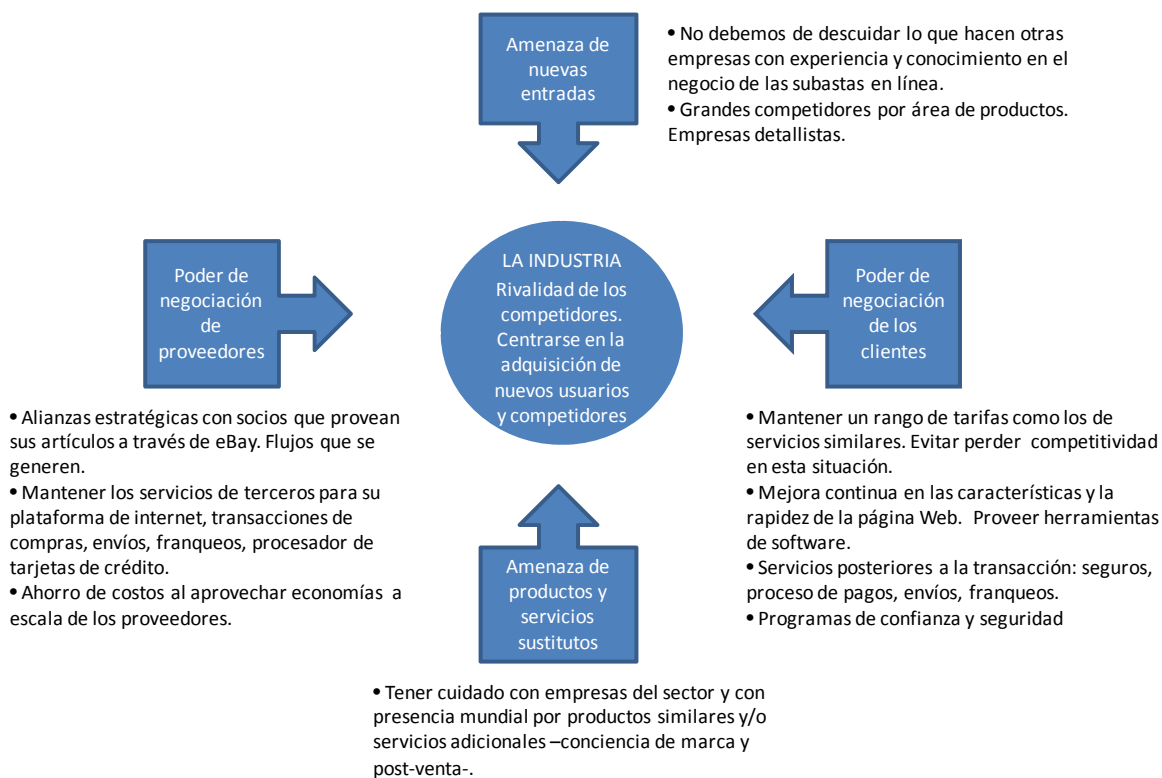 Amenaza de
nuevas
entradas
• No debemos de descuidar lo que hacen otras
empresas con experiencia y conocimiento en el
negocio de las subastas en línea.
• Grandes competidores por área de productos.
Empresas detallistas.
Poder de
negociación
de
proveedores
LA INDUSTRIA
Rivalidad de los
competidores.
Centrarse en la
adquisición de
nuevos usuarios
y competidores
Poder de
negociación
de los
clientes
• Alianzas estratégicas con socios que provean
sus artículos a través de eBay. Flujos que se
generen.
• Mantener los servicios de terceros para su
plataforma de internet, transacciones de
compras, envíos, franqueos, procesador de
tarjetas de crédito.
• Ahorro de costos al aprovechar economías a
escala de los proveedores.
• Mantener un rango de tarifas como los de
servicios similares. Evitar perder competitividad
en esta situación.
• Mejora continua en las características y la
rapidez de la página Web. Proveer herramientas
de software.
• Servicios posteriores a la transacción: seguros,
proceso de pagos, envíos, franqueos.
• Programas de confianza y seguridad
Amenaza de
productos y
servicios
sustitutos
• Tener cuidado con empresas del sector y con
presencia mundial por productos similares y/o
servicios adicionales –conciencia de marca y
post-venta-.